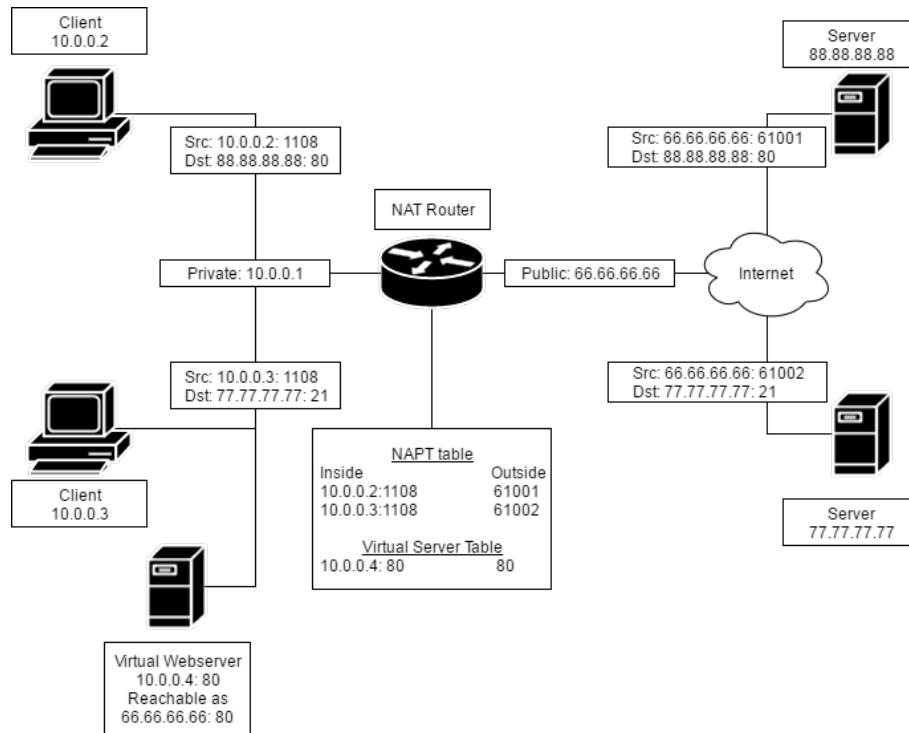 Client
10.0.0.2
Server
88.88.88.88
Src: 10.0.0.2: 1108
Dst: 88.88.88.88: 80
Src: 66.66.66.66: 61001
Dst: 88.88.88.88: 80
NAT Router
Private: 10.0.0.1
Public: 66.66.66.66
Internet
Src: 10.0.0.3: 1108
Dst: 77.77.77.77: 21
Src: 66.66.66.66: 61002
Dst: 77.77.77.77: 21
Client
10.0.0.3
NAPT table
Inside Outside
10.0.0.2:1108 61001
10.0.0.3:1108 61002
Virtual Server Table
10.0.0.4: 80 80
Server
77.77.77.77
Virtual Webserver
10.0.0.4: 80
Reachable as
66.66.66.66: 80